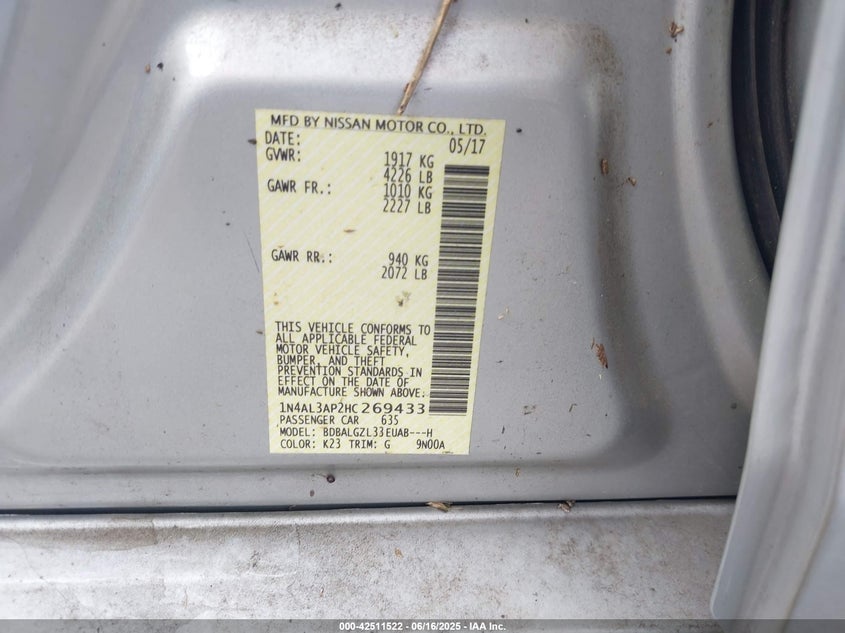 MFD BY NISSAN MOTOR CO., LTD.
DATE: 05/17
GVWR: 1917 KG
4226 LB
GAWR FR.: 1010 KG
2227 LB
GAWR RR.: 940 KG
2072 LB
THIS VEHICLE CONFORMS TO
ALL APPLICABLE FEDERAL
MOTOR VEHICLE SAFETY,
BUMPER, AND THEFT
PREVENTION STANDARDS IN
EFFECT ON THE DATE OF
MANUFACTURE SHOWN ABOVE.
1N4AL3AP2HC269433
PASSENGER CAR 635
MODEL: BDBALGZL33EUAB---H
COLOR: K23 TRIM: G 9N00A
000-42511522 - 06/16/2025 - IAA Inc.